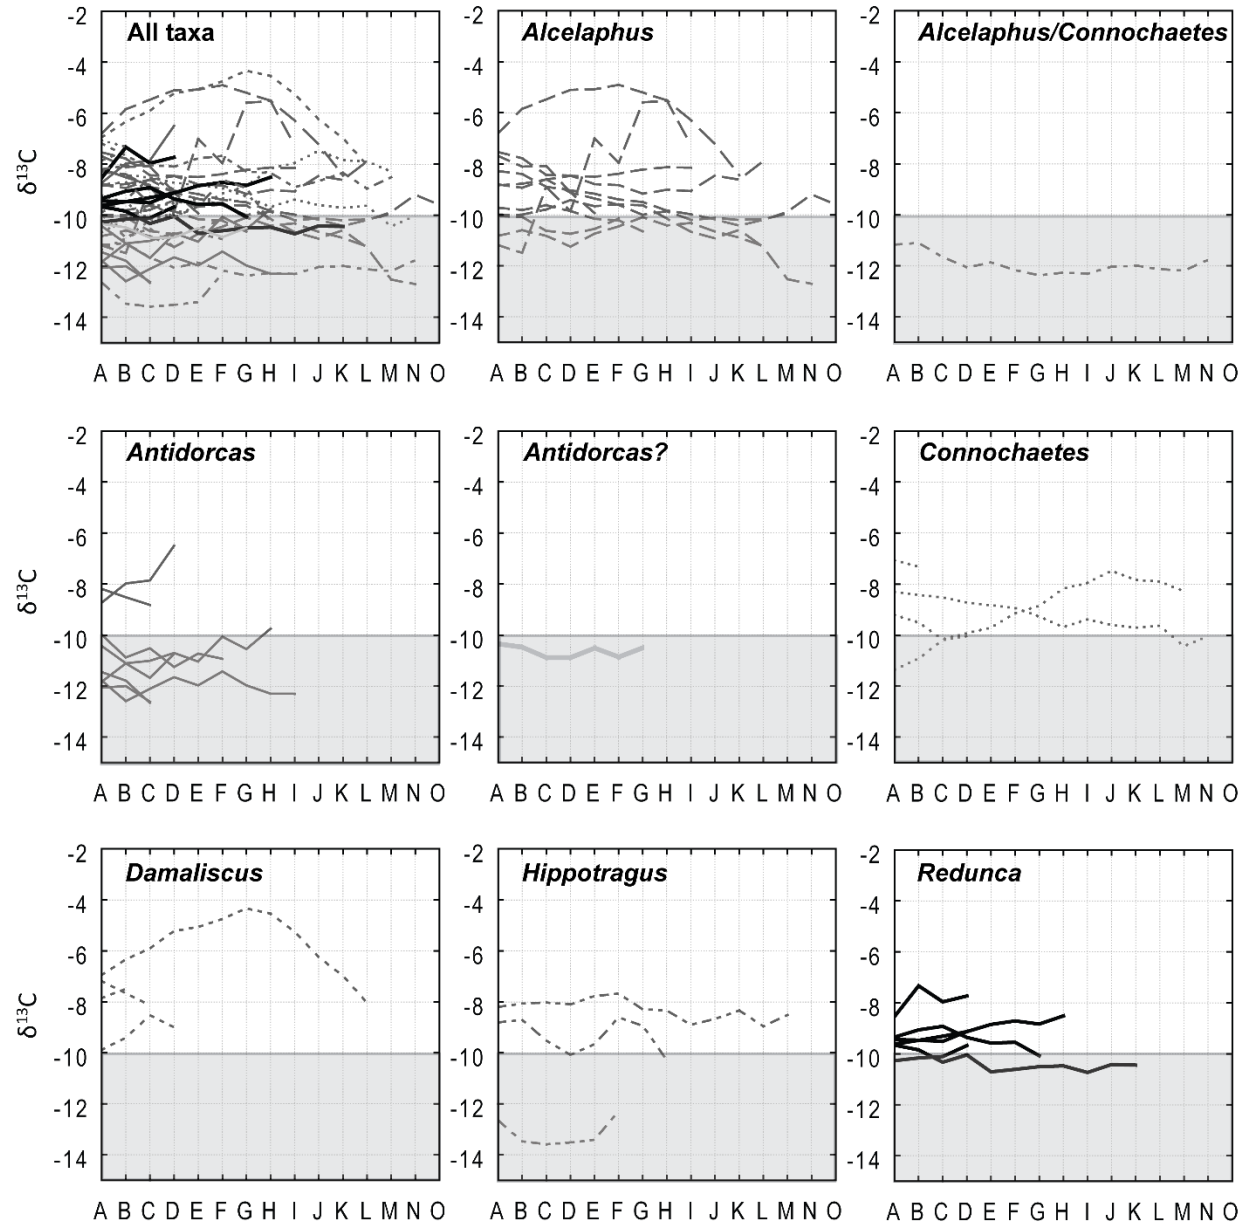 All taxa
Alcelaphus
Alcelaphus/Connochaetes
-2 -2 -2
-4 -4 -4
-6 -6 -6
δ¹³C
-8 -8 -8
-10 -10 -10
-12 -12 -12
-14 -14 -14
A B C D E F G H I J K L M N O A B C D E F G H I J K L M N O A B C D E F G H I J K L M N O
Antidorcas
Antidorcas?
Connochaetes
-2 -2 -2
-4 -4 -4
-6 -6 -6
δ¹³C
-8 -8 -8
-10 -10 -10
-12 -12 -12
-14 -14 -14
A B C D E F G H I J K L M N O A B C D E F G H I J K L M N O A B C D E F G H I J K L M N O
Damaliscus
Hippotragus
Redunca
-2 -2 -2
-4 -4 -4
-6 -6 -6
δ¹³C
-8 -8 -8
-10 -10 -10
-12 -12 -12
-14 -14 -14
A B C D E F G H I J K L M N O A B C D E F G H I J K L M N O A B C D E F G H I J K L M N O